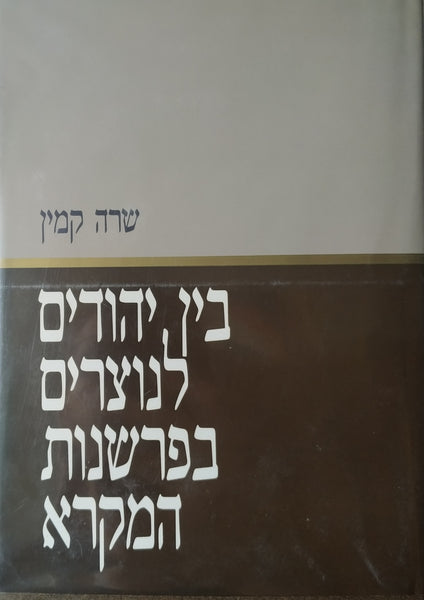 שרה קמין
בין יהודים
לנוצרים
בפרשנות
המקרא